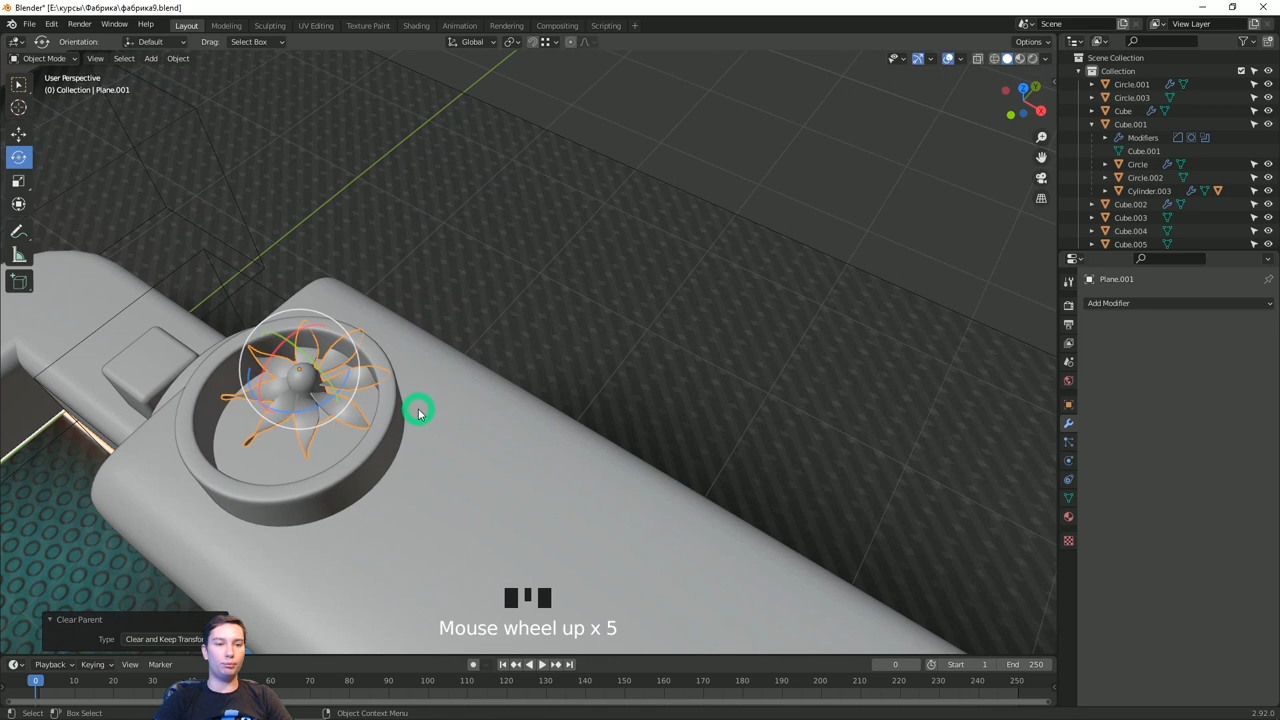 Blender* [E:\курсы\Фабрика\фабрика9.blend]
File Edit Render Window Help Layout Modeling Sculpting UV Editing Texture Paint Shading Animation Rendering Compositing Scripting + Scene View Layer
Orientation: Default Drag: Select Box Global Options
Object Mode View Select Add Object
User Perspective
(0) Collection | Plane.001
Scene Collection
Collection
Circle.001
Circle.003
Cube
Cube.001
Modifiers
Cube.001
Circle
Circle.002
Cylinder.003
Cube.002
Cube.003
Cube.004
Cube.005
Plane.001
Add Modifier
X
Y
Z
Clear Parent
Type Clear and Keep Transfor
Mouse wheel up x 5
Playback Keying View Marker 0 Start 1 End 250
0 10 20 30 40 50 60 70 80 90 100 110 120 130 140 150 160 170 180 190 200 210 220 230 240 250
Select Box Select Object Context Menu 2.92.0